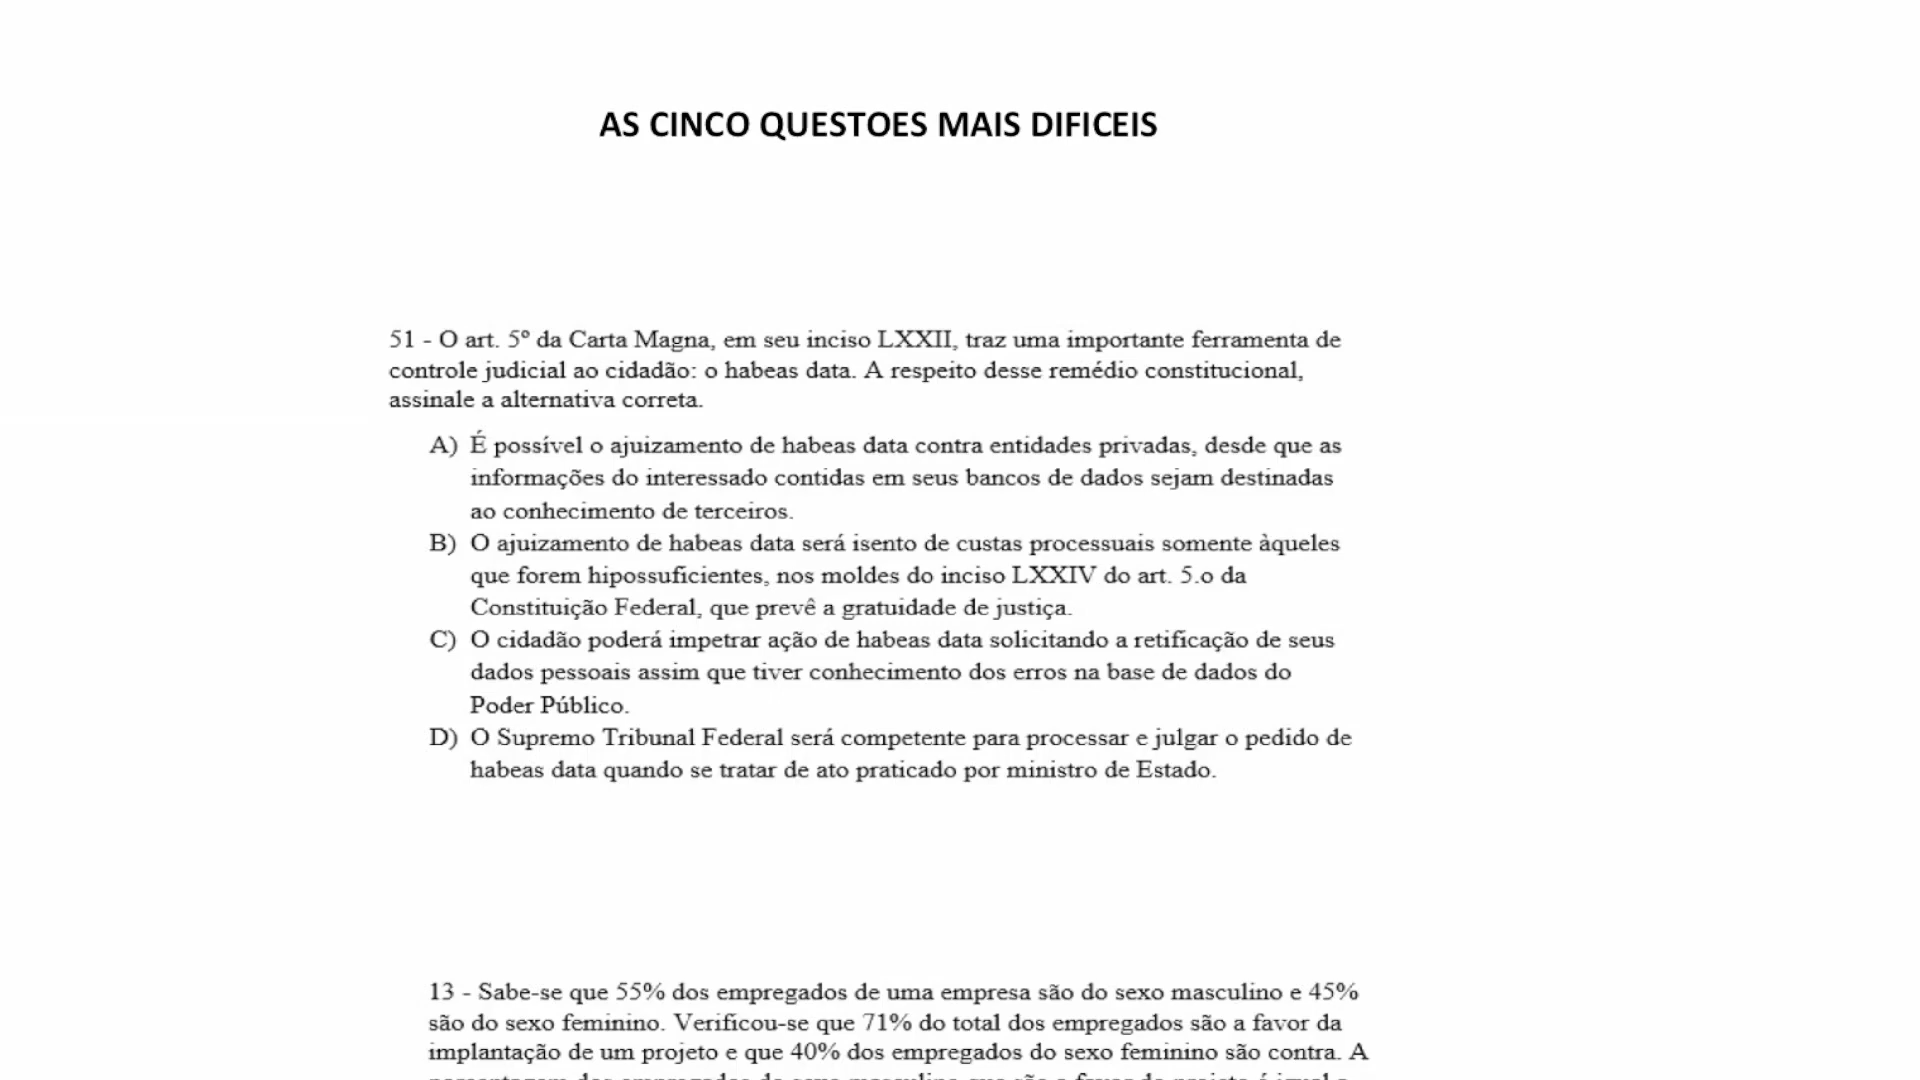 AS CINCO QUESTOES MAIS DIFICEIS
51 - O art. 5º da Carta Magna, em seu inciso LXXII, traz uma importante ferramenta de
controle judicial ao cidadão: o habeas data. A respeito desse remédio constitucional,
assinale a alternativa correta.
A) É possível o ajuizamento de habeas data contra entidades privadas, desde que as
informações do interessado contidas em seus bancos de dados sejam destinadas
ao conhecimento de terceiros.
B) O ajuizamento de habeas data será isento de custas processuais somente àqueles
que forem hipossuficientes, nos moldes do inciso LXXIV do art. 5.o da
Constituição Federal, que prevê a gratuidade de justiça.
C) O cidadão poderá impetrar ação de habeas data solicitando a retificação de seus
dados pessoais assim que tiver conhecimento dos erros na base de dados do
Poder Público.
D) O Supremo Tribunal Federal será competente para processar e julgar o pedido de
habeas data quando se tratar de ato praticado por ministro de Estado.
13 - Sabe-se que 55% dos empregados de uma empresa são do sexo masculino e 45%
são do sexo feminino. Verificou-se que 71% do total dos empregados são a favor da
implantação de um projeto e que 40% dos empregados do sexo feminino são contra. A